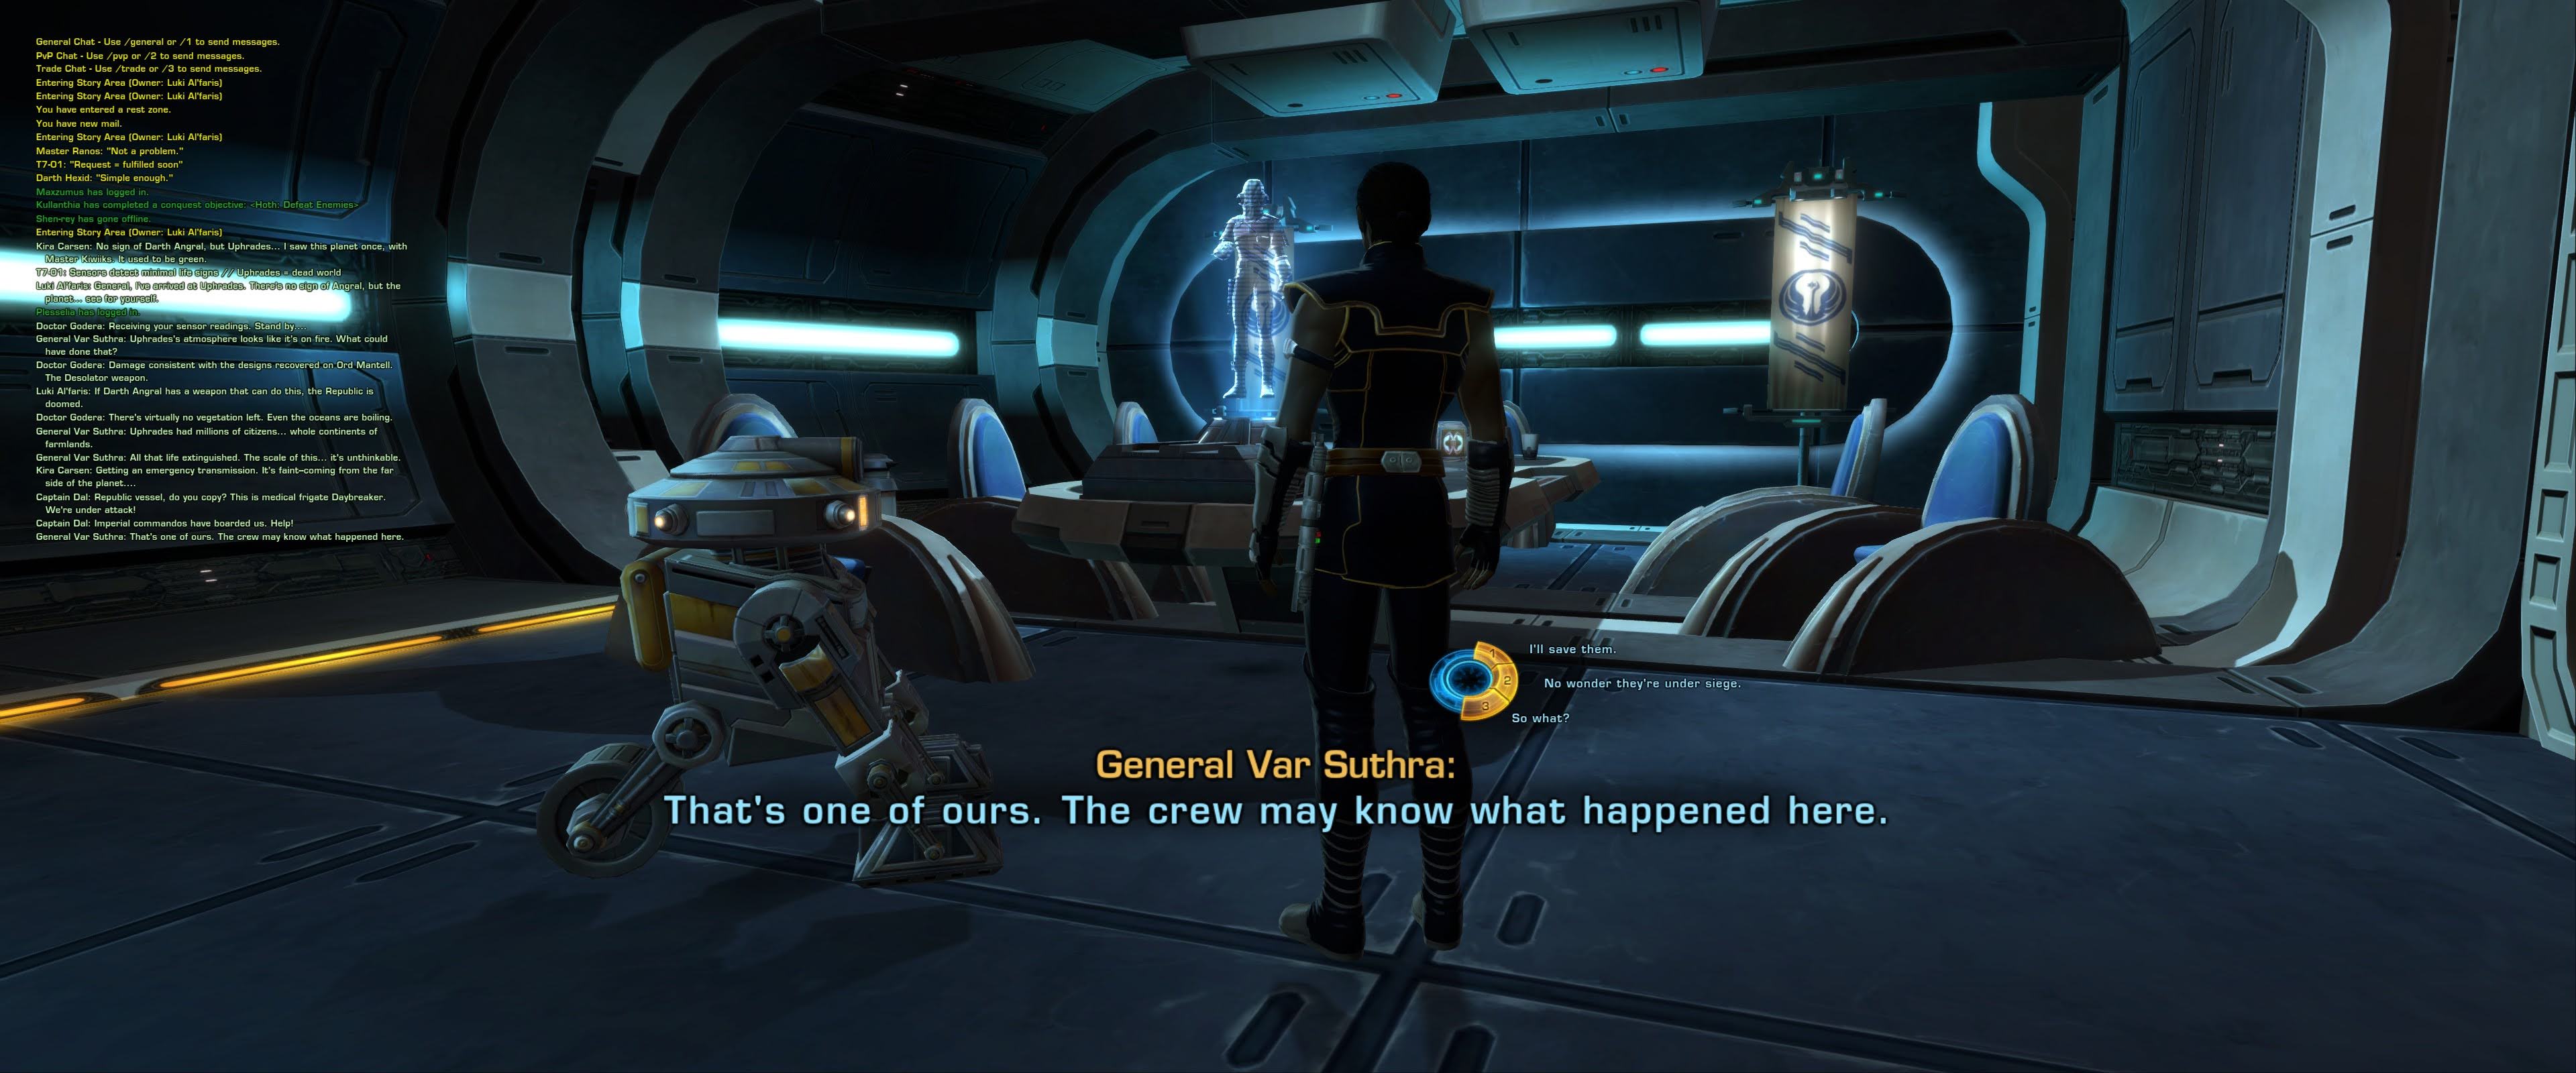 General Chat - Use /general or /1 to send messages.
PvP Chat - Use /pvp or /2 to send messages.
Trade Chat - Use /trade or /3 to send messages.
Entering Story Area (Owner: Luki Al'faris)
Entering Story Area (Owner: Luki Al'faris)
You have entered a rest zone.
You have new mail.
Entering Story Area (Owner: Luki Al'faris)
Master Ranos: "Not a problem."
T7-O1: "Request = fulfilled soon"
Darth Hexid: "Simple enough."
Maxzumus has logged in.
Kullanthia has completed a conquest objective: <Hoth: Defeat Enemies>
Shen-rey has gone offline.
Entering Story Area (Owner: Luki Al'faris)
Kira Carsen: No sign of Darth Angral, but Uphrades... I saw this planet once, with
Master Kiwiiks. It used to be green.
T7-O1: Sensors detect minimal life signs // Uphrades = dead world
Luki Al'faris: General, I've arrived at Uphrades. There's no sign of Angral, but the
planet... see for yourself.
Plesselia has logged in.
Doctor Godera: Receiving your sensor readings. Stand by....
General Var Suthra: Uphrades's atmosphere looks like it's on fire. What could
have done that?
Doctor Godera: Damage consistent with the designs recovered on Ord Mantell.
The Desolator weapon.
Luki Al'faris: If Darth Angral has a weapon that can do this, the Republic is
doomed.
Doctor Godera: There's virtually no vegetation left. Even the oceans are boiling.
General Var Suthra: Uphrades had millions of citizens... whole continents of
farmlands.
General Var Suthra: All that life extinguished. The scale of this... it's unthinkable.
Kira Carsen: Getting an emergency transmission. It's faint–coming from the far
side of the planet....
Captain Dal: Republic vessel, do you copy? This is medical frigate Daybreaker.
We're under attack!
Captain Dal: Imperial commandos have boarded us. Help!
General Var Suthra: That's one of ours. The crew may know what happened here.
1 I'll save them.
2 No wonder they're under siege.
3 So what?
General Var Suthra:
That's one of ours. The crew may know what happened here.